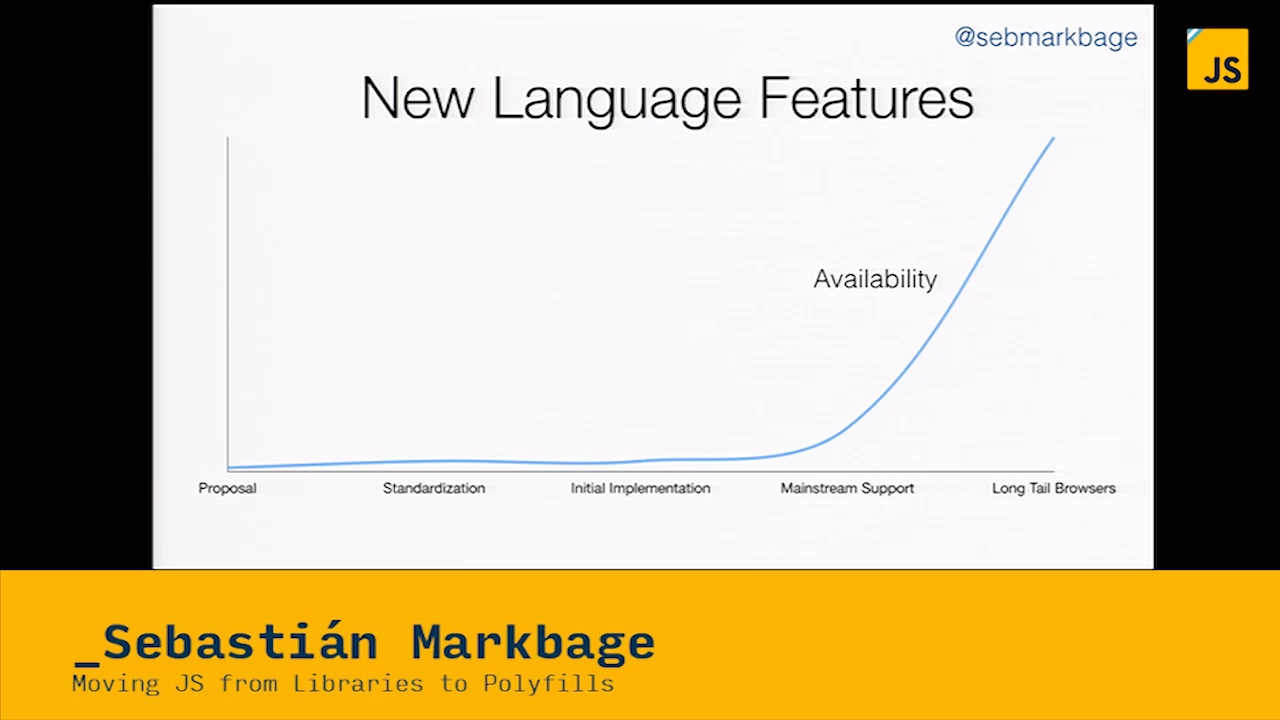 @sebmarkbage
JS
New Language Features
Availability
Proposal Standardization Initial Implementation Mainstream Support Long Tail Browsers
_Sebastián Markbage
Moving JS from Libraries to Polyfills